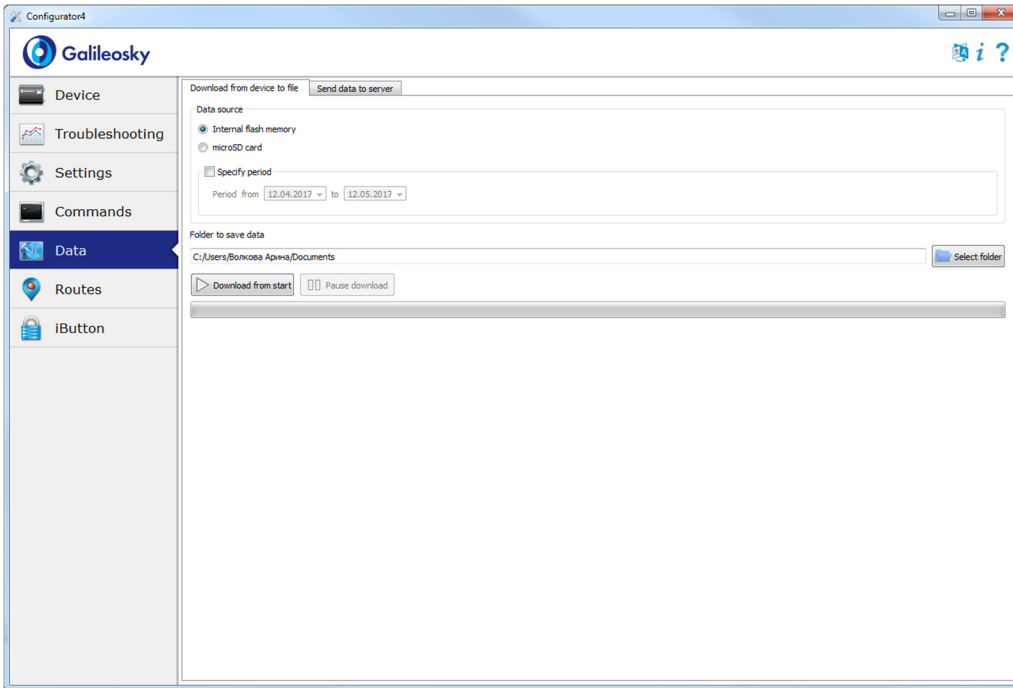 Configurator4
Galileosky
Device
Troubleshooting
Settings
Commands
Data
Routes
iButton
Download from device to file
Send data to server
Data source
Internal flash memory
microSD card
Specify period
Period from 12.04.2017 to 12.05.2017
Folder to save data
C:/Users/Волкова Арина/Documents
Select folder
Download from start
Pause download